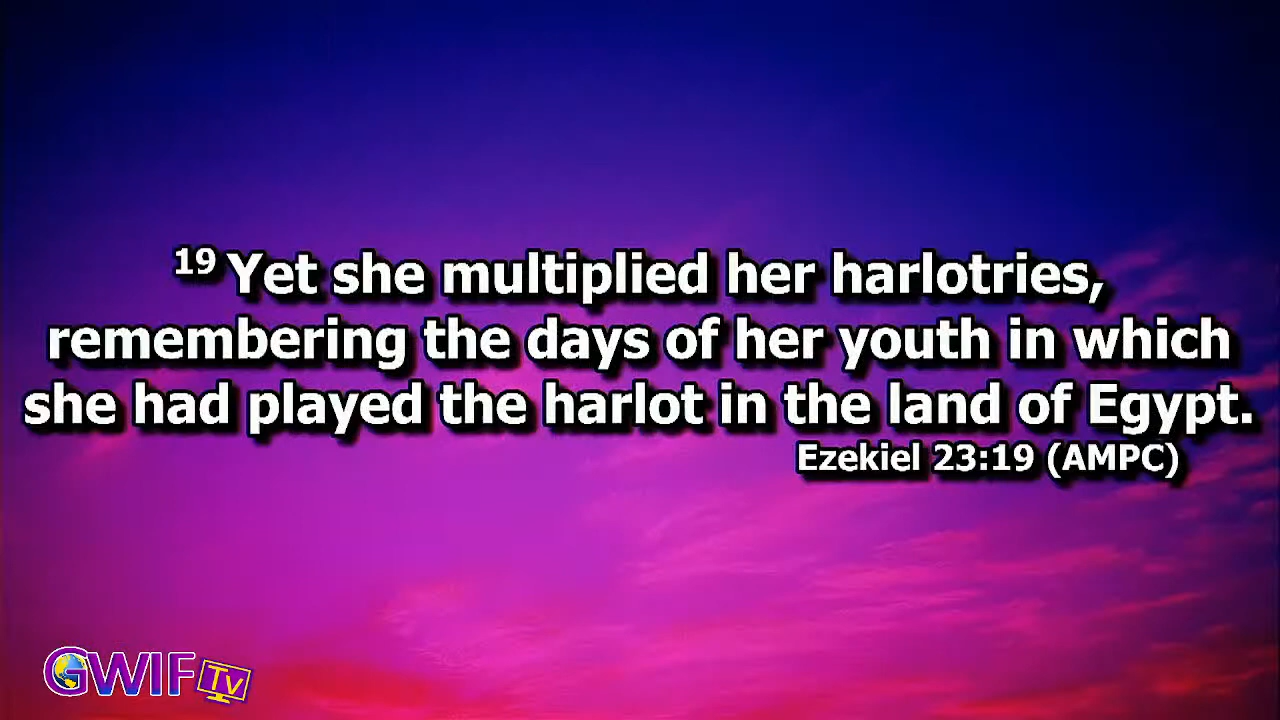 19 Yet she multiplied her harlotries,
remembering the days of her youth in which
she had played the harlot in the land of Egypt.
Ezekiel 23:19 (AMPC)
GWIF TV